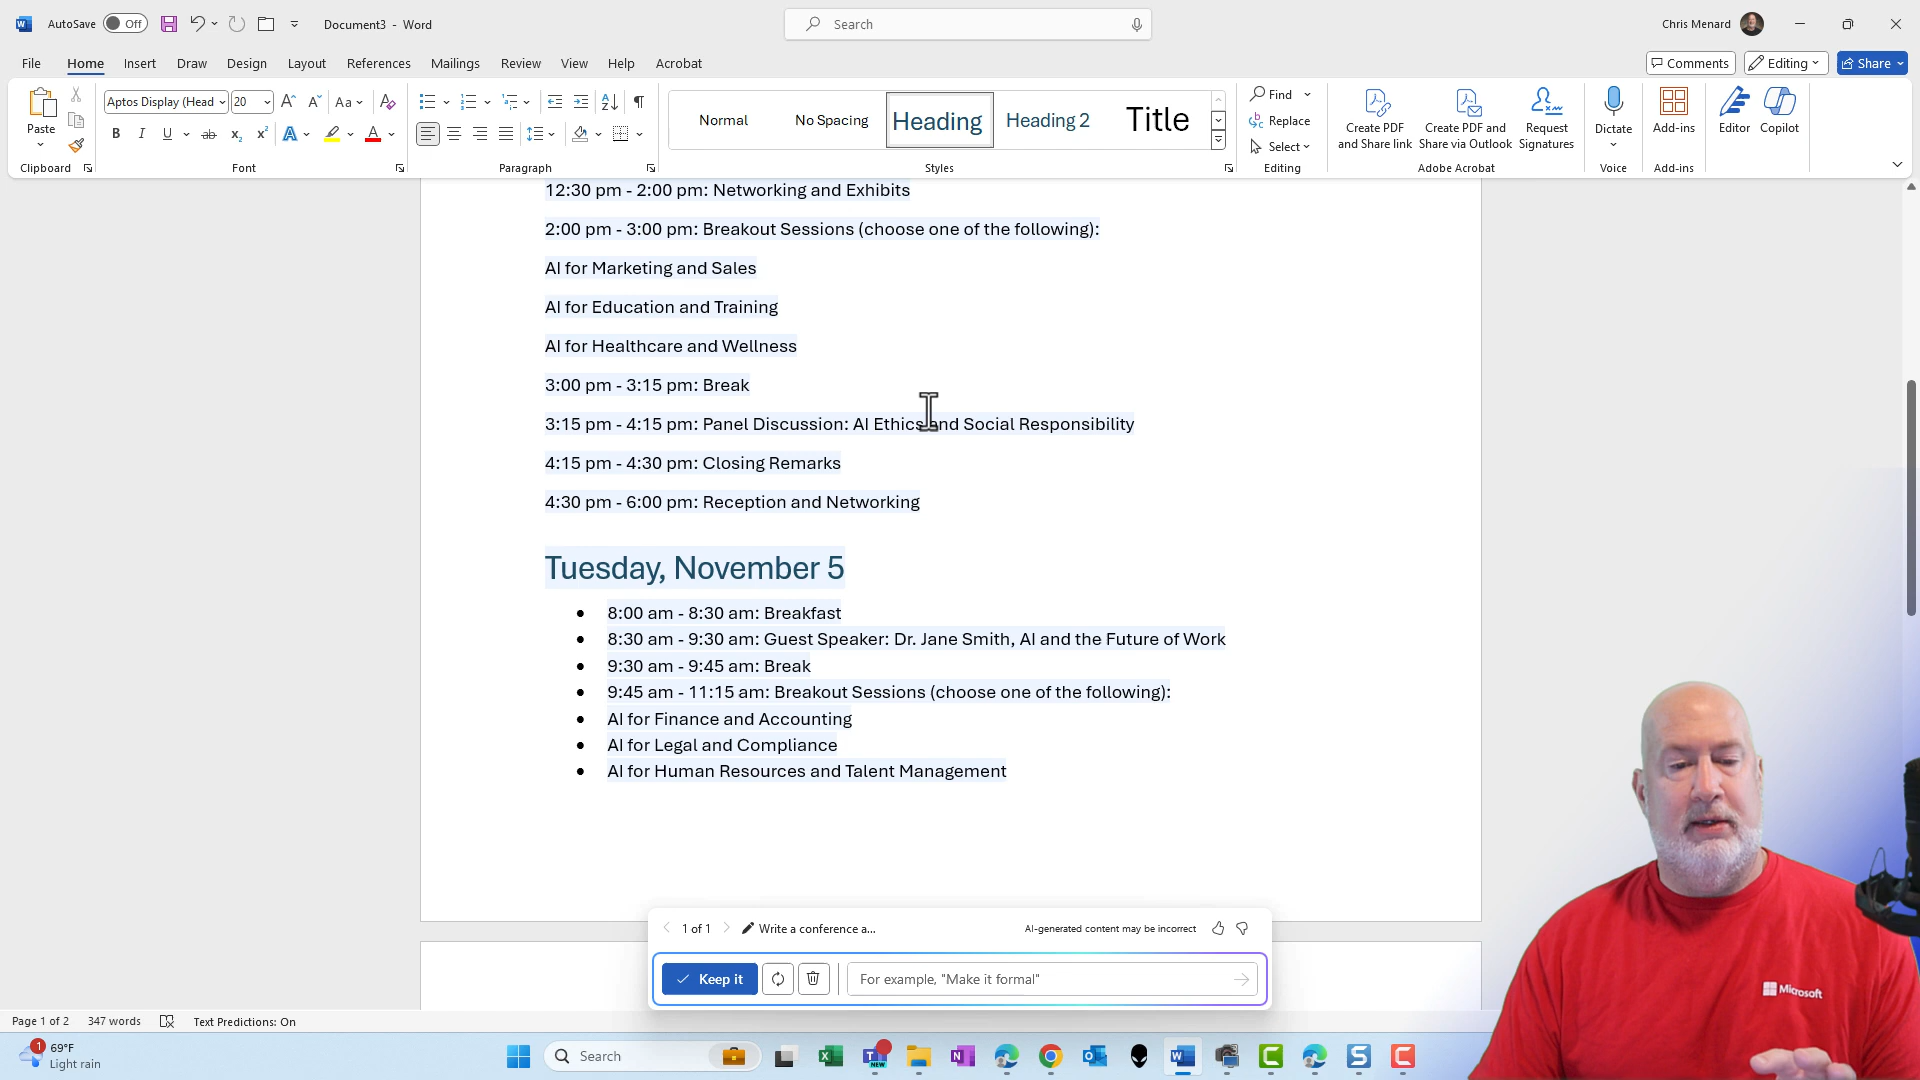 AutoSave Off Document3 - Word Search Chris Menard
File Home Insert Draw Design Layout References Mailings Review View Help Acrobat Comments Editing Share
Paste
Clipboard
Aptos Display (Head 20
Font
Paragraph
Normal No Spacing Heading Heading 2 Title
Styles
Find
Replace
Select
Editing
Create PDF and Share link
Create PDF and Share via Outlook
Request Signatures
Adobe Acrobat
Dictate
Voice
Add-ins
Add-ins
Editor
Copilot
12:30 pm - 2:00 pm: Networking and Exhibits
2:00 pm - 3:00 pm: Breakout Sessions (choose one of the following):
AI for Marketing and Sales
AI for Education and Training
AI for Healthcare and Wellness
3:00 pm - 3:15 pm: Break
3:15 pm - 4:15 pm: Panel Discussion: AI Ethics and Social Responsibility
4:15 pm - 4:30 pm: Closing Remarks
4:30 pm - 6:00 pm: Reception and Networking
Tuesday, November 5
• 8:00 am - 8:30 am: Breakfast
• 8:30 am - 9:30 am: Guest Speaker: Dr. Jane Smith, AI and the Future of Work
• 9:30 am - 9:45 am: Break
• 9:45 am - 11:15 am: Breakout Sessions (choose one of the following):
• AI for Finance and Accounting
• AI for Legal and Compliance
• AI for Human Resources and Talent Management
1 of 1 Write a conference a... AI-generated content may be incorrect
Keep it For example, "Make it formal"
Microsoft
Page 1 of 2 347 words Text Predictions: On
1 69°F
Light rain
Search
NEW